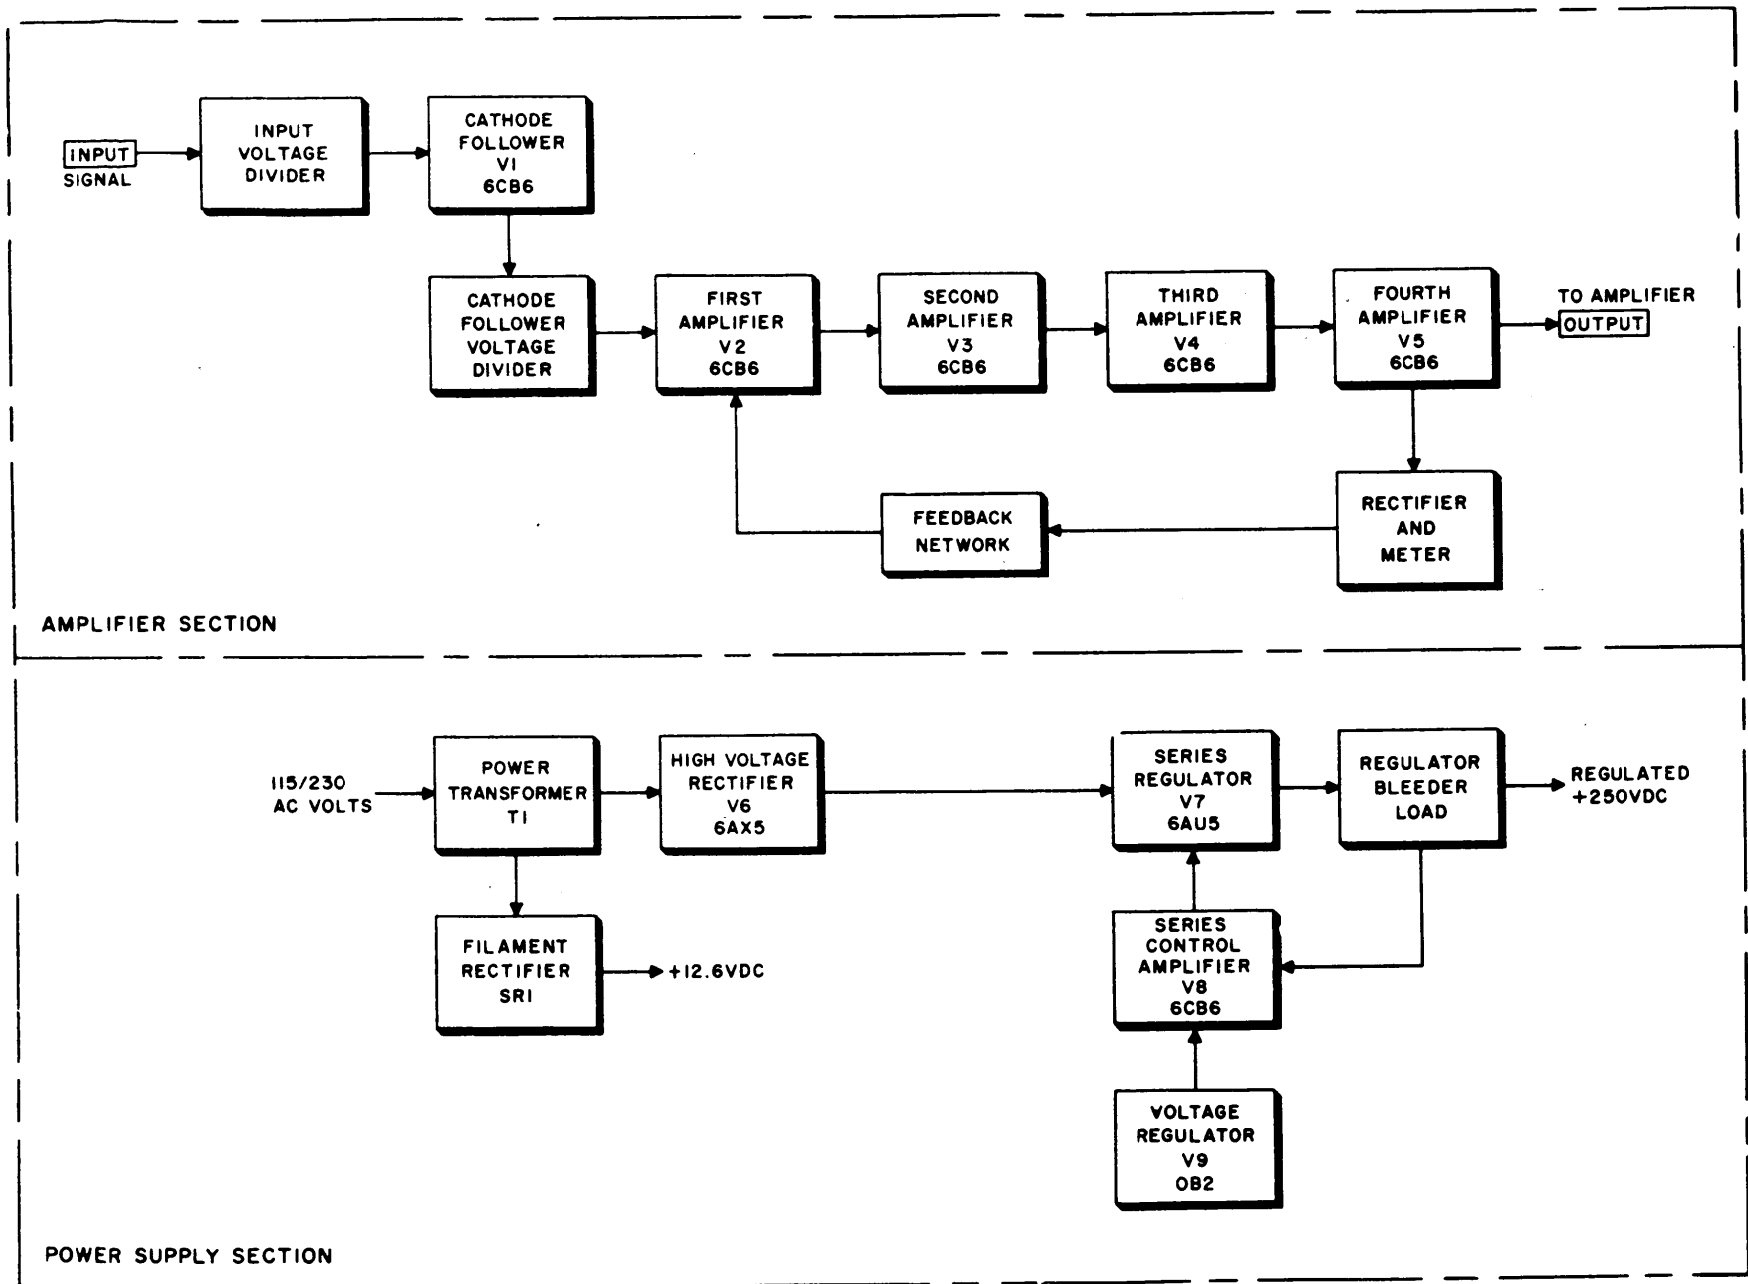 INPUT
SIGNAL
INPUT
VOLTAGE
DIVIDER
CATHODE
FOLLOWER
V1
6CB6
CATHODE
FOLLOWER
VOLTAGE
DIVIDER
FIRST
AMPLIFIER
V2
6CB6
SECOND
AMPLIFIER
V3
6CB6
THIRD
AMPLIFIER
V4
6CB6
FOURTH
AMPLIFIER
V5
6CB6
TO AMPLIFIER
OUTPUT
FEEDBACK
NETWORK
RECTIFIER
AND
METER
AMPLIFIER SECTION
115/230
AC VOLTS
POWER
TRANSFORMER
T1
HIGH VOLTAGE
RECTIFIER
V6
6AX5
SERIES
REGULATOR
V7
6AU5
REGULATOR
BLEEDER
LOAD
REGULATED
+250VDC
FILAMENT
RECTIFIER
SR1
+12.6VDC
SERIES
CONTROL
AMPLIFIER
V8
6CB6
VOLTAGE
REGULATOR
V9
OB2
POWER SUPPLY SECTION